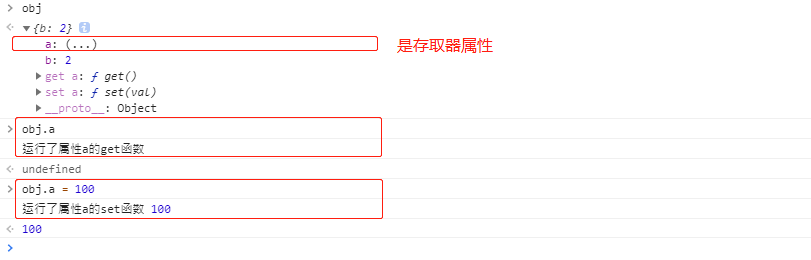 obj
{b: 2} i
a: (...) 是存取器属性
b: 2
get a: ƒ get()
set a: ƒ set(val)
__proto__: Object
obj.a
运行了属性a的get函数
undefined
obj.a = 100
运行了属性a的set函数 100
100